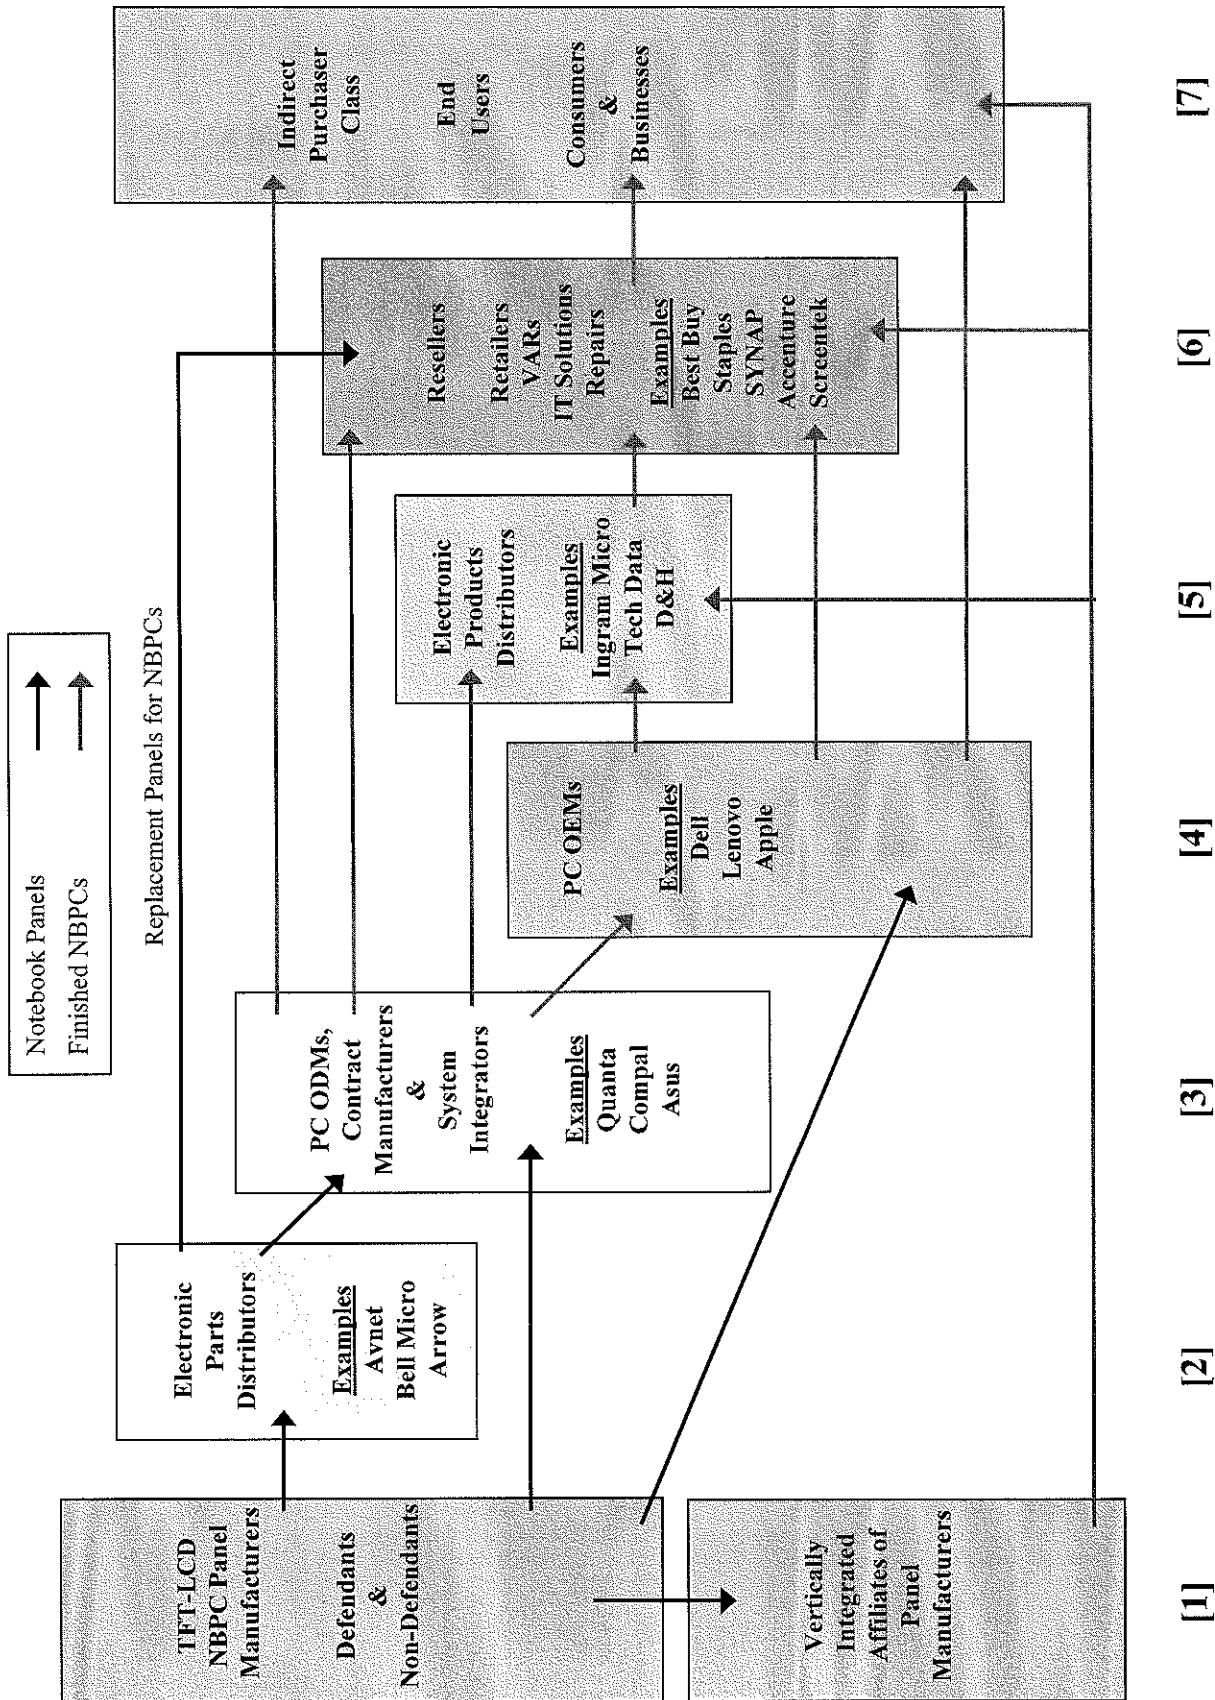 Notebook Panels
Finished NBPCs
Replacement Panels for NBPCs
TFT-LCD
NBPC Panel
Manufacturers
Defendants
&
Non-Defendants
Vertically
Integrated
Affiliates of
Panel
Manufacturers
[1]
Electronic
Parts
Distributors
Examples
Avnet
Bell Micro
Arrow
[2]
PC ODMs,
Contract
Manufacturers
&
System
Integrators
Examples
Quanta
Compal
Asus
[3]
PC OEMs
Examples
Dell
Lenovo
Apple
[4]
Electronic
Products
Distributors
Examples
Ingram Micro
Tech Data
D&H
[5]
Resellers
Retailers
VARs
IT Solutions
Repairs
Examples
Best Buy
Staples
SYNAP
Accenture
Screentek
[6]
Indirect
Purchaser
Class
End
Users
Consumers
&
Businesses
[7]